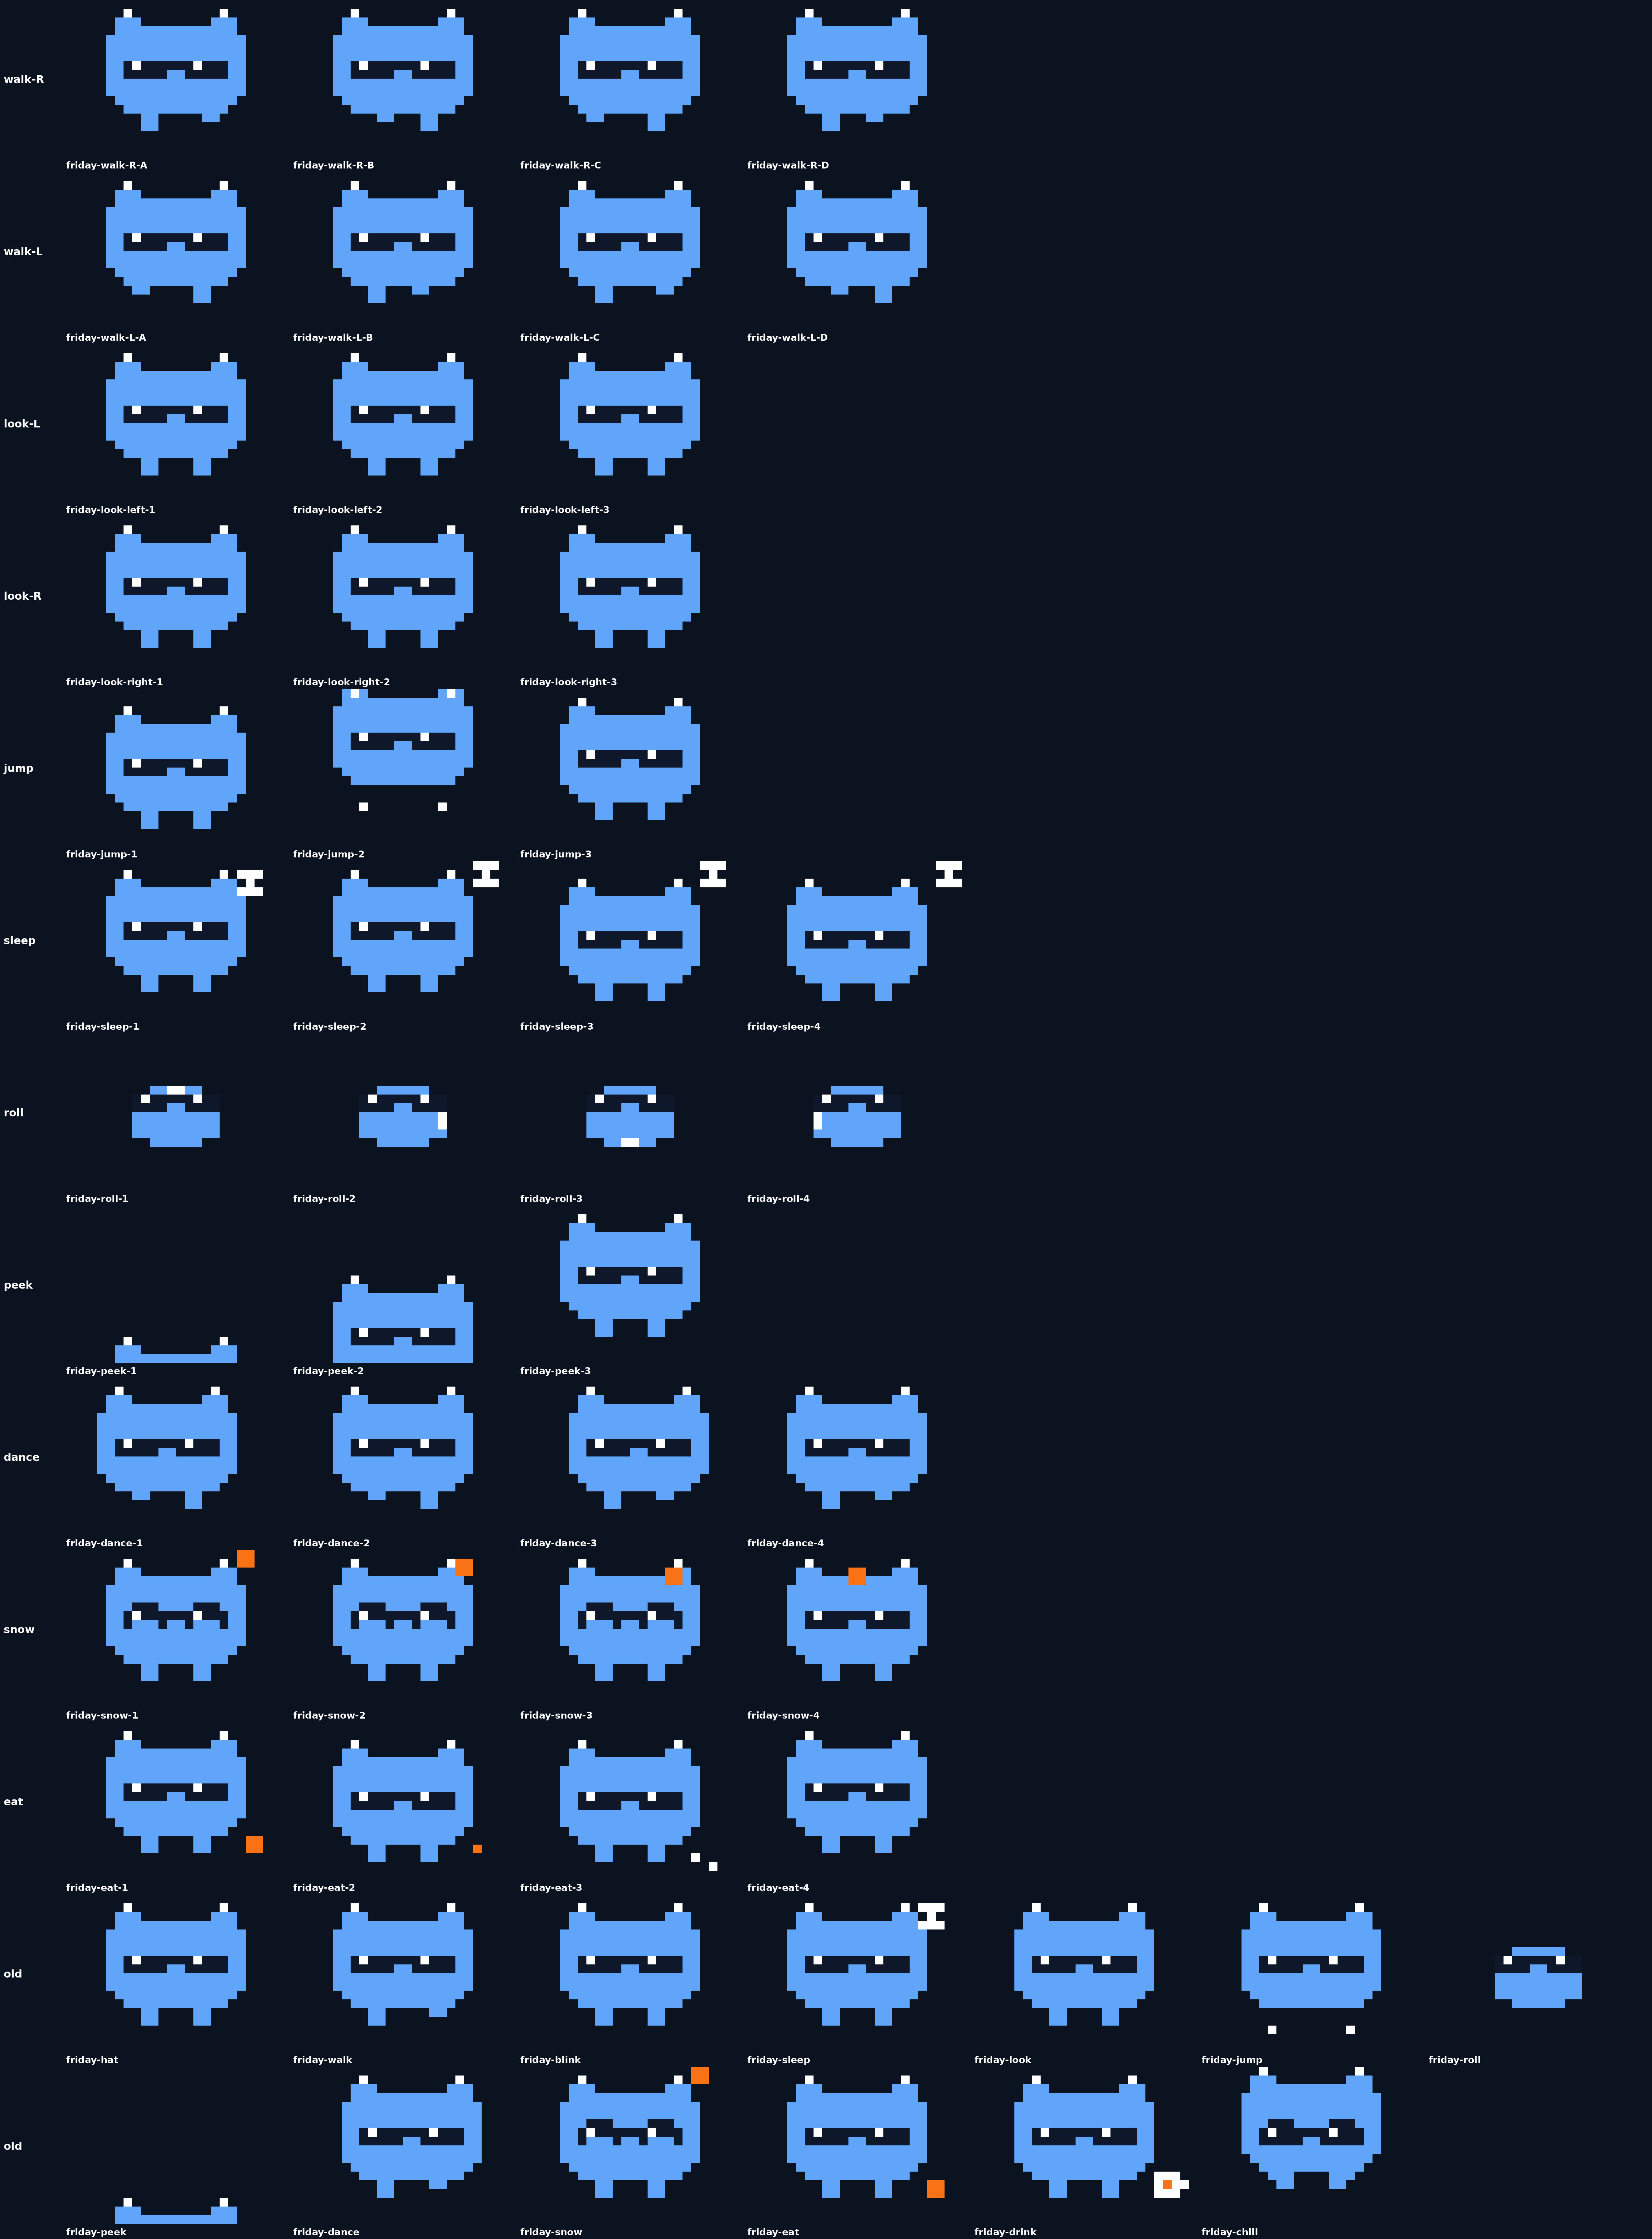 walk-R
friday-walk-R-A friday-walk-R-B friday-walk-R-C friday-walk-R-D
walk-L
friday-walk-L-A friday-walk-L-B friday-walk-L-C friday-walk-L-D
look-L
friday-look-left-1 friday-look-left-2 friday-look-left-3
look-R
friday-look-right-1 friday-look-right-2 friday-look-right-3
jump
friday-jump-1 friday-jump-2 friday-jump-3
sleep
friday-sleep-1 friday-sleep-2 friday-sleep-3 friday-sleep-4
roll
friday-roll-1 friday-roll-2 friday-roll-3 friday-roll-4
peek
friday-peek-1 friday-peek-2 friday-peek-3
dance
friday-dance-1 friday-dance-2 friday-dance-3 friday-dance-4
snow
friday-snow-1 friday-snow-2 friday-snow-3 friday-snow-4
eat
friday-eat-1 friday-eat-2 friday-eat-3 friday-eat-4
old
friday-hat friday-walk friday-blink friday-sleep friday-look friday-jump friday-roll
old
friday-peek friday-dance friday-snow friday-eat friday-drink friday-chill